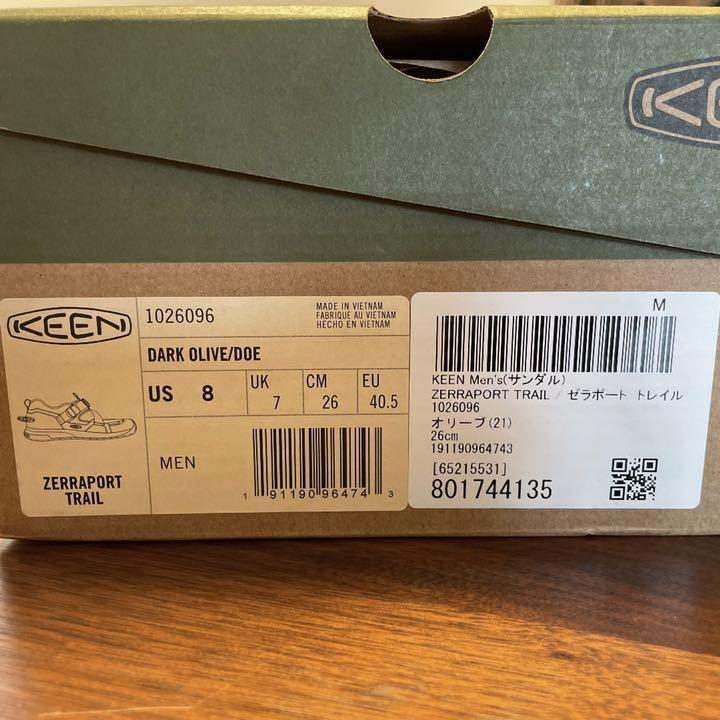 KEEN
1026096
MADE IN VIETNAM
FABRIQUE AU VIETNAM
HECHO EN VIETNAM
DARK OLIVE/DOE
US 8
UK
7
CM
26
EU
40.5
MEN
ZERRAPORT
TRAIL
1 91190 96474 3
M
KEEN Men's(サンダル)
ZERRAPORT TRAIL / ゼラポート トレイル
1026096
オリーブ(21)
26cm
191190964743
[65215531]
801744135